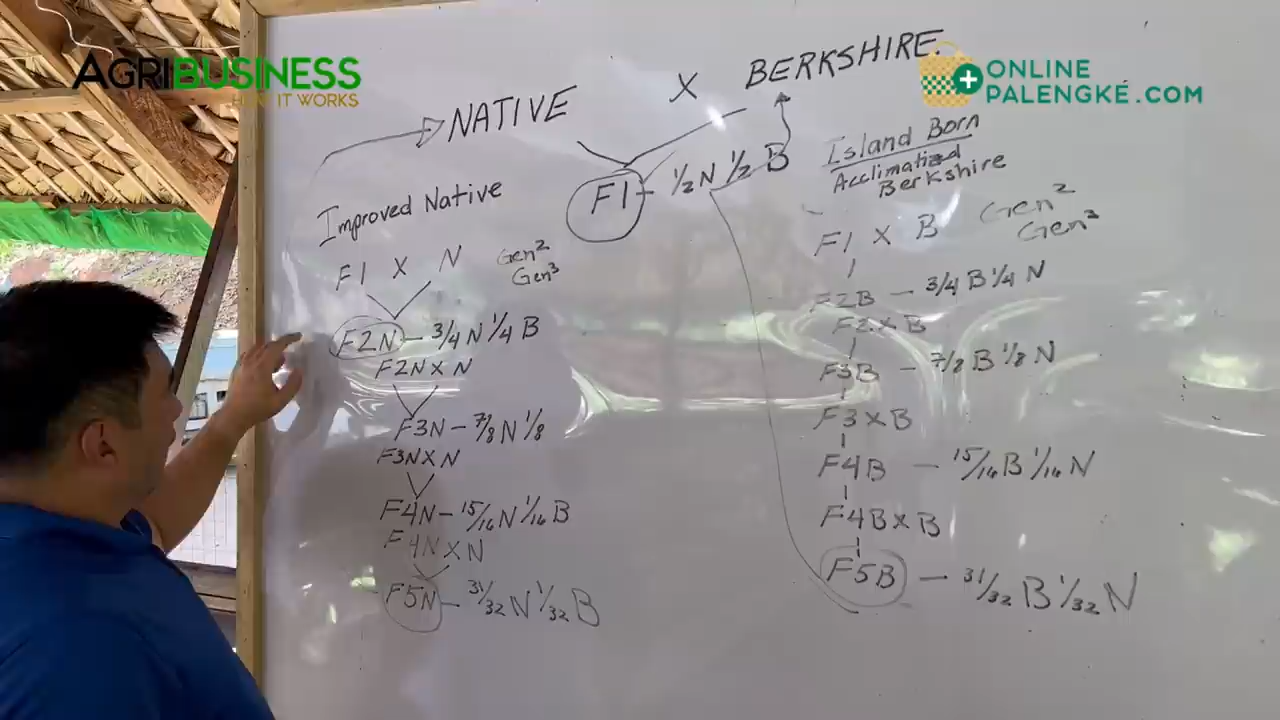 AGRIBUSINESS
HOW IT WORKS
ONLINE
PALENGKÉ.COM
NATIVE X BERKSHIRE
F1 - 1/2 N 1/2 B
Improved Native
F1 X N Gen2
Gen3
F2N - 3/4 N 1/4 B
F2N X N
F3N - 7/8 N 1/8
F3N X N
F4N - 15/16 N 1/16 B
F4N X N
F5N - 31/32 N 1/32 B
Island Born
Acclimatized
Berkshire
F1 X B Gen2
Gen3
F2B - 3/4 B 1/4 N
F2 X B
F3B - 7/8 B 1/8 N
F3 X B
F4B - 15/16 B 1/16 N
F4B X B
F5B - 31/32 B 1/32 N